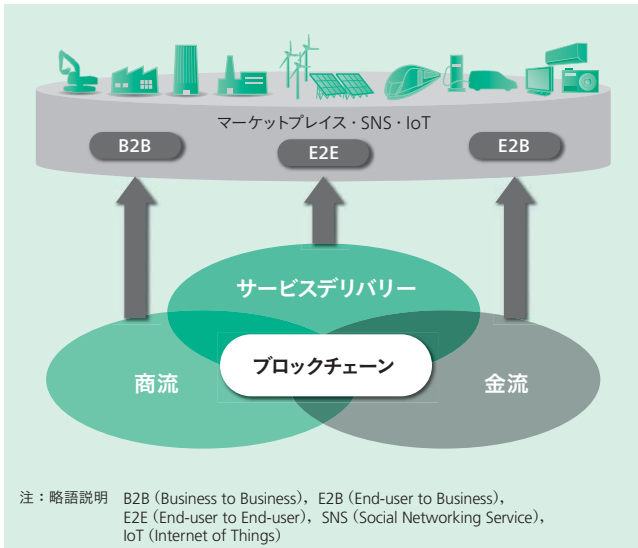 マーケットプレイス・SNS・IoT
B2B
E2E
E2B
サービスデリバリー
ブロックチェーン
商流
金流
注：略語説明　B2B（Business to Business），E2B（End-user to Business），
E2E（End-user to End-user），SNS（Social Networking Service），
IoT（Internet of Things）